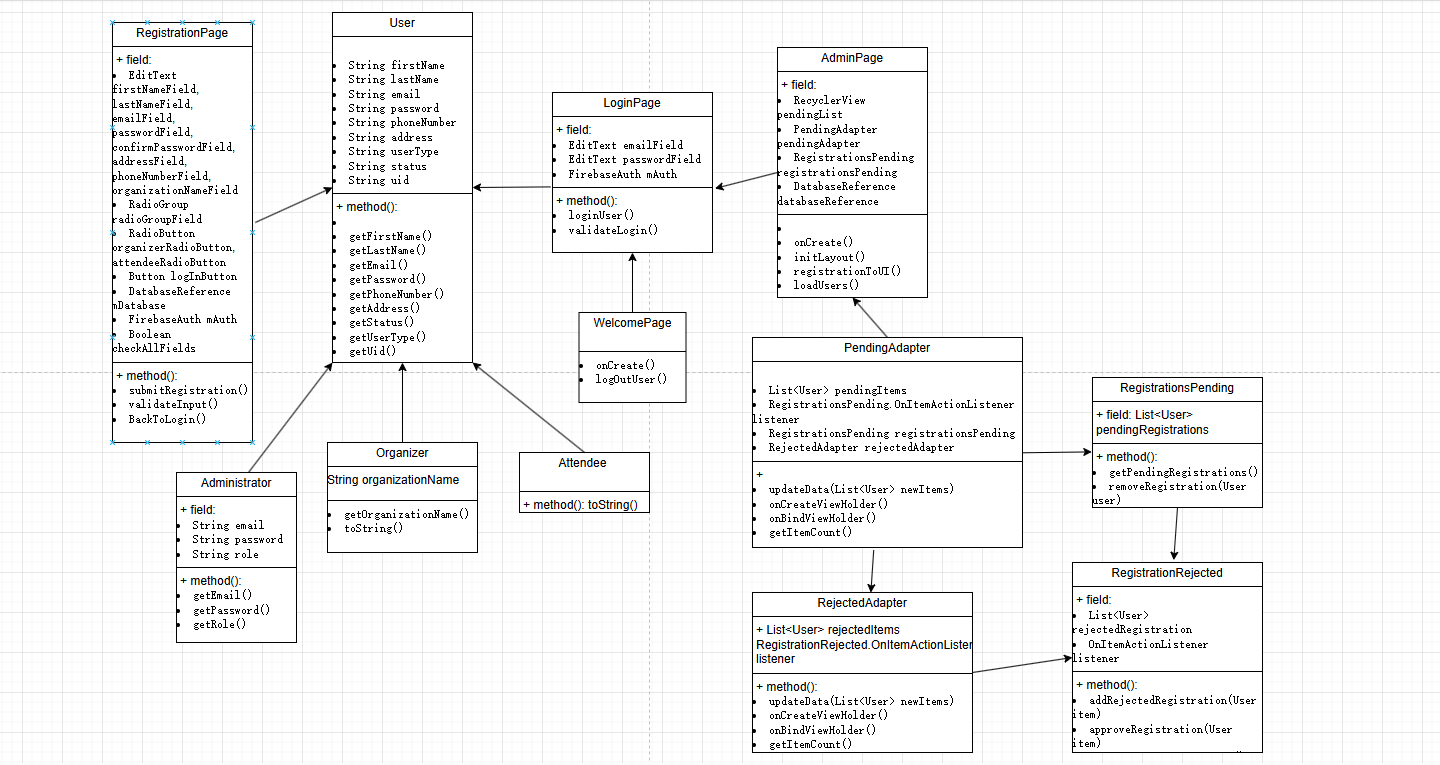 RegistrationPage
+ field:
EditText
firstNameField,
lastNameField,
emailField,
passwordField,
confirmPasswordField,
addressField,
phoneNumberField,
organizationNameField
RadioGroup
radioGroupField
RadioButton
organizerRadioButton,
attendeeRadioButton
Button logInButton
DatabaseReference
mDatabase
FirebaseAuth mAuth
Boolean
checkAllFields
+ method():
submitRegistration()
validateInput()
BackToLogin()
User
String firstName
String lastName
String email
String password
String phoneNumber
String address
String userType
String status
String uid
+ method():
getFirstName()
getLastName()
getEmail()
getPassword()
getPhoneNumber()
getAddress()
getStatus()
getUserType()
getUid()
LoginPage
+ field:
EditText emailField
EditText passwordField
FirebaseAuth mAuth
+ method():
loginUser()
validateLogin()
AdminPage
+ field:
RecyclerView
pendingList
PendingAdapter
pendingAdapter
RegistrationsPending
registrationsPending
DatabaseReference
databaseReference
onCreate()
initLayout()
registrationToUI()
loadUsers()
WelcomePage
onCreate()
logOutUser()
PendingAdapter
List<User> pendingItems
RegistrationsPending.OnItemActionListener
listener
RegistrationsPending registrationsPending
RejectedAdapter rejectedAdapter
+
updateData(List<User> newItems)
onCreateViewHolder()
onBindViewHolder()
getItemCount()
RegistrationsPending
+ field: List<User>
pendingRegistrations
+ method():
getPendingRegistrations()
removeRegistration(User
user)
Administrator
+ field:
String email
String password
String role
+ method():
getEmail()
getPassword()
getRole()
Organizer
String organizationName
getOrganizationName()
toString()
Attendee
+ method(): toString()
RejectedAdapter
+ List<User> rejectedItems
RegistrationRejected.OnItemActionLister
listener
+ method():
updateData(List<User> newItems)
onCreateViewHolder()
onBindViewHolder()
getItemCount()
RegistrationRejected
+ field:
List<User>
rejectedRegistration
OnItemActionListener
listener
+ method():
addRejectedRegistration(User
item)
approveRegistration(User
item)